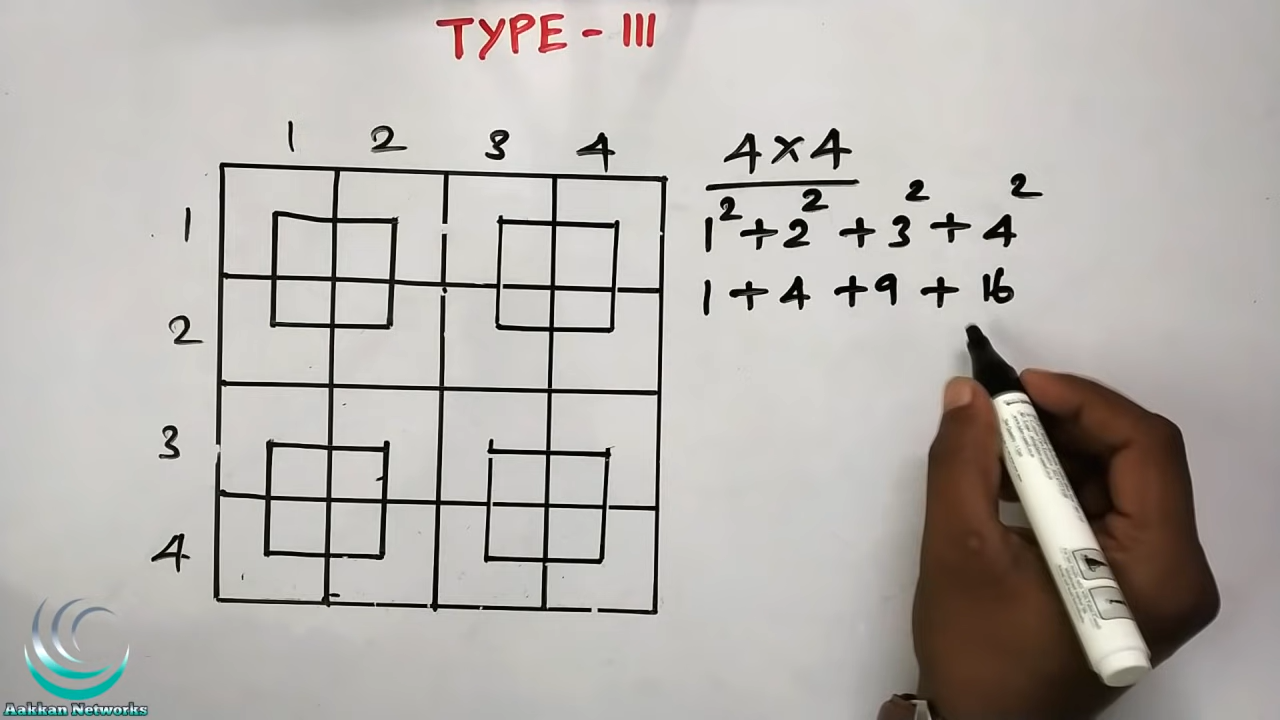 TYPE - III
1 2 3 4
1
2
3
4
4×4
1² + 2² + 3² + 4²
1 + 4 + 9 + 16
Aakkan Networks